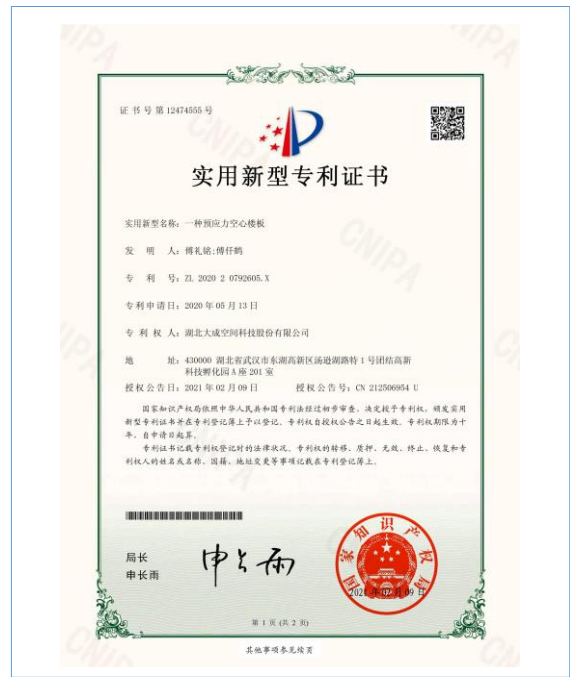 证书号第12474555号
实用新型专利证书
实用新型名称：一种预应力空心楼板
发 明 人：傅礼铭;傅仟鹤
专 利 号：ZL 2020 2 0792605.X
专利申请日：2020年05月13日
专 利 权 人：湖北大成空间科技股份有限公司
地 址：430000 湖北省武汉市东湖高新区汤逊湖路特1号团结高新
科技孵化园A座201室
授权公告日：2021年02月09日 授权公告号：CN 212506954 U
国家知识产权局依照中华人民共和国专利法经过初步审查，决定授予专利权，颁发实用
新型专利证书并在专利登记簿上予以登记。专利权自授权公告之日起生效。专利权期限为十
年，自申请日起算。
专利证书记载专利权登记时的法律状况。专利权的转移、质押、无效、终止、恢复和专
利权人的姓名或名称、国籍、地址变更等事项记载在专利登记簿上。
局长
申长雨
申长雨
国家知识产权局
2021年02月09日
第 1 页 (共 2 页)
其他事项参见续页
CNIPA